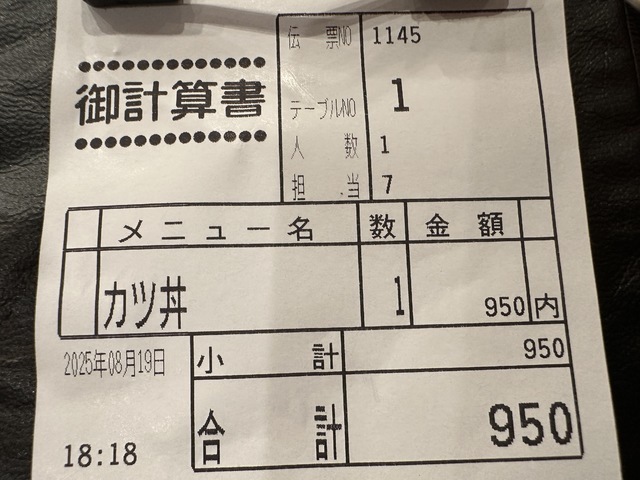 御計算書
伝票NO 1145
テーブルNO 1
人数 1
担当 7
メニュー名 数 金額
カツ丼 1 950 内
2025年08月19日
18:18
小計 950
合計 950